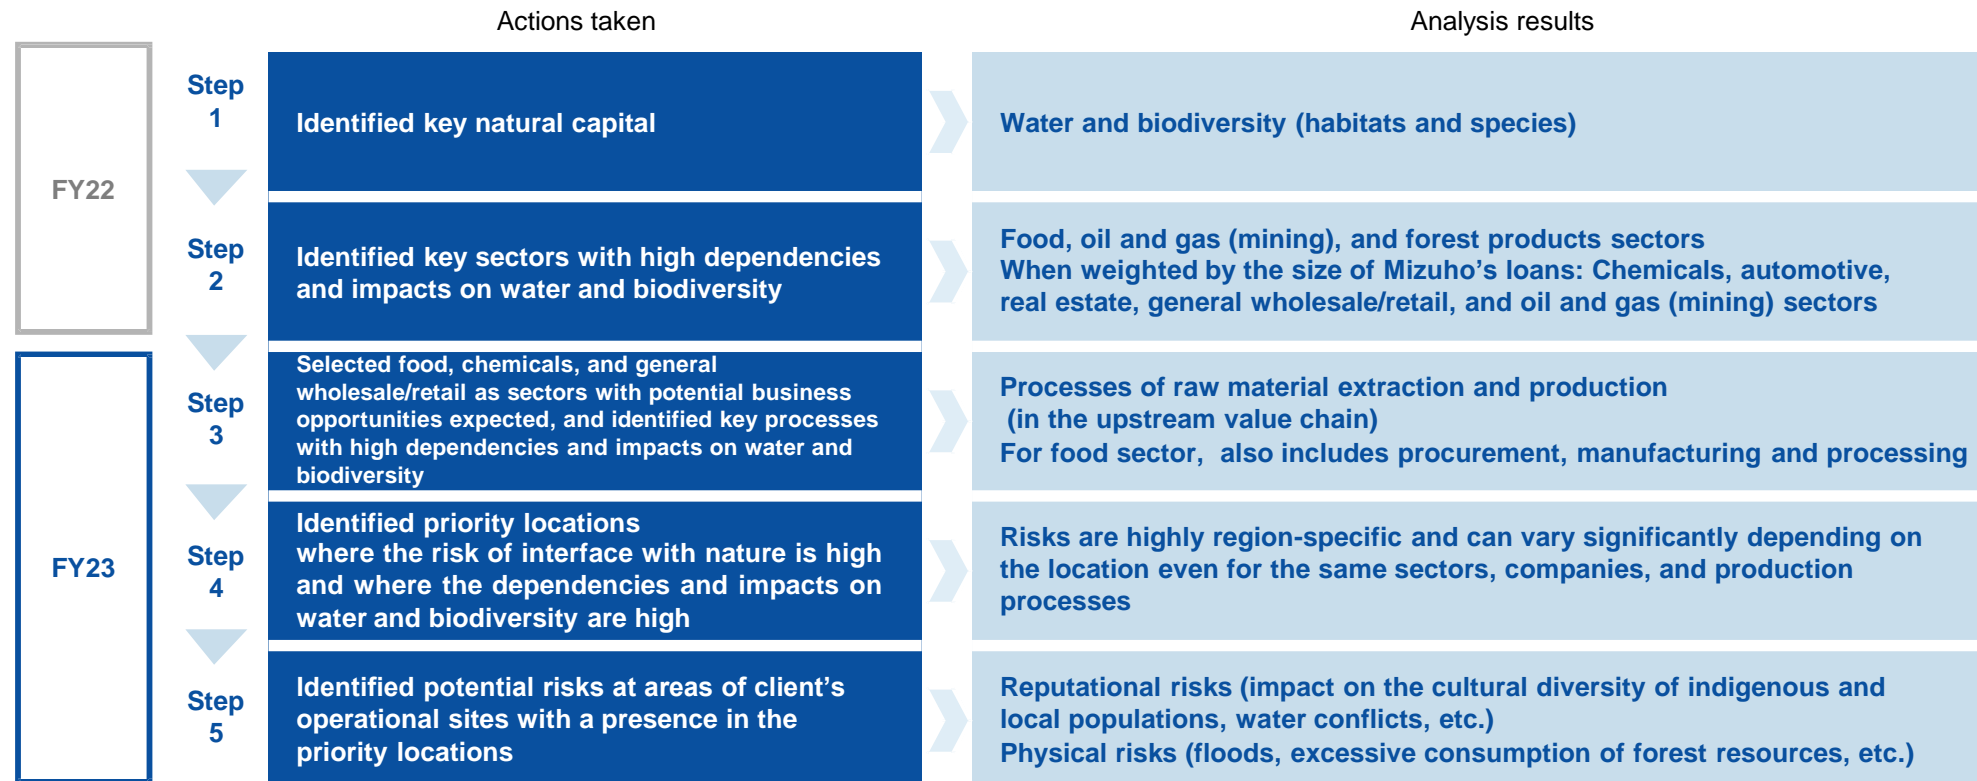 Actions taken
Analysis results
FY22
Step
1
Identified key natural capital
Water and biodiversity (habitats and species)
Step
2
Identified key sectors with high dependencies
and impacts on water and biodiversity
Food, oil and gas (mining), and forest products sectors
When weighted by the size of Mizuho's loans: Chemicals, automotive,
real estate, general wholesale/retail, and oil and gas (mining) sectors
FY23
Step
3
Selected food, chemicals, and general
wholesale/retail as sectors with potential business
opportunities expected, and identified key processes
with high dependencies and impacts on water and
biodiversity
Processes of raw material extraction and production
(in the upstream value chain)
For food sector, also includes procurement, manufacturing and processing
Step
4
Identified priority locations
where the risk of interface with nature is high
and where the dependencies and impacts on
water and biodiversity are high
Risks are highly region-specific and can vary significantly depending on
the location even for the same sectors, companies, and production
processes
Step
5
Identified potential risks at areas of client's
operational sites with a presence in the
priority locations
Reputational risks (impact on the cultural diversity of indigenous and
local populations, water conflicts, etc.)
Physical risks (floods, excessive consumption of forest resources, etc.)